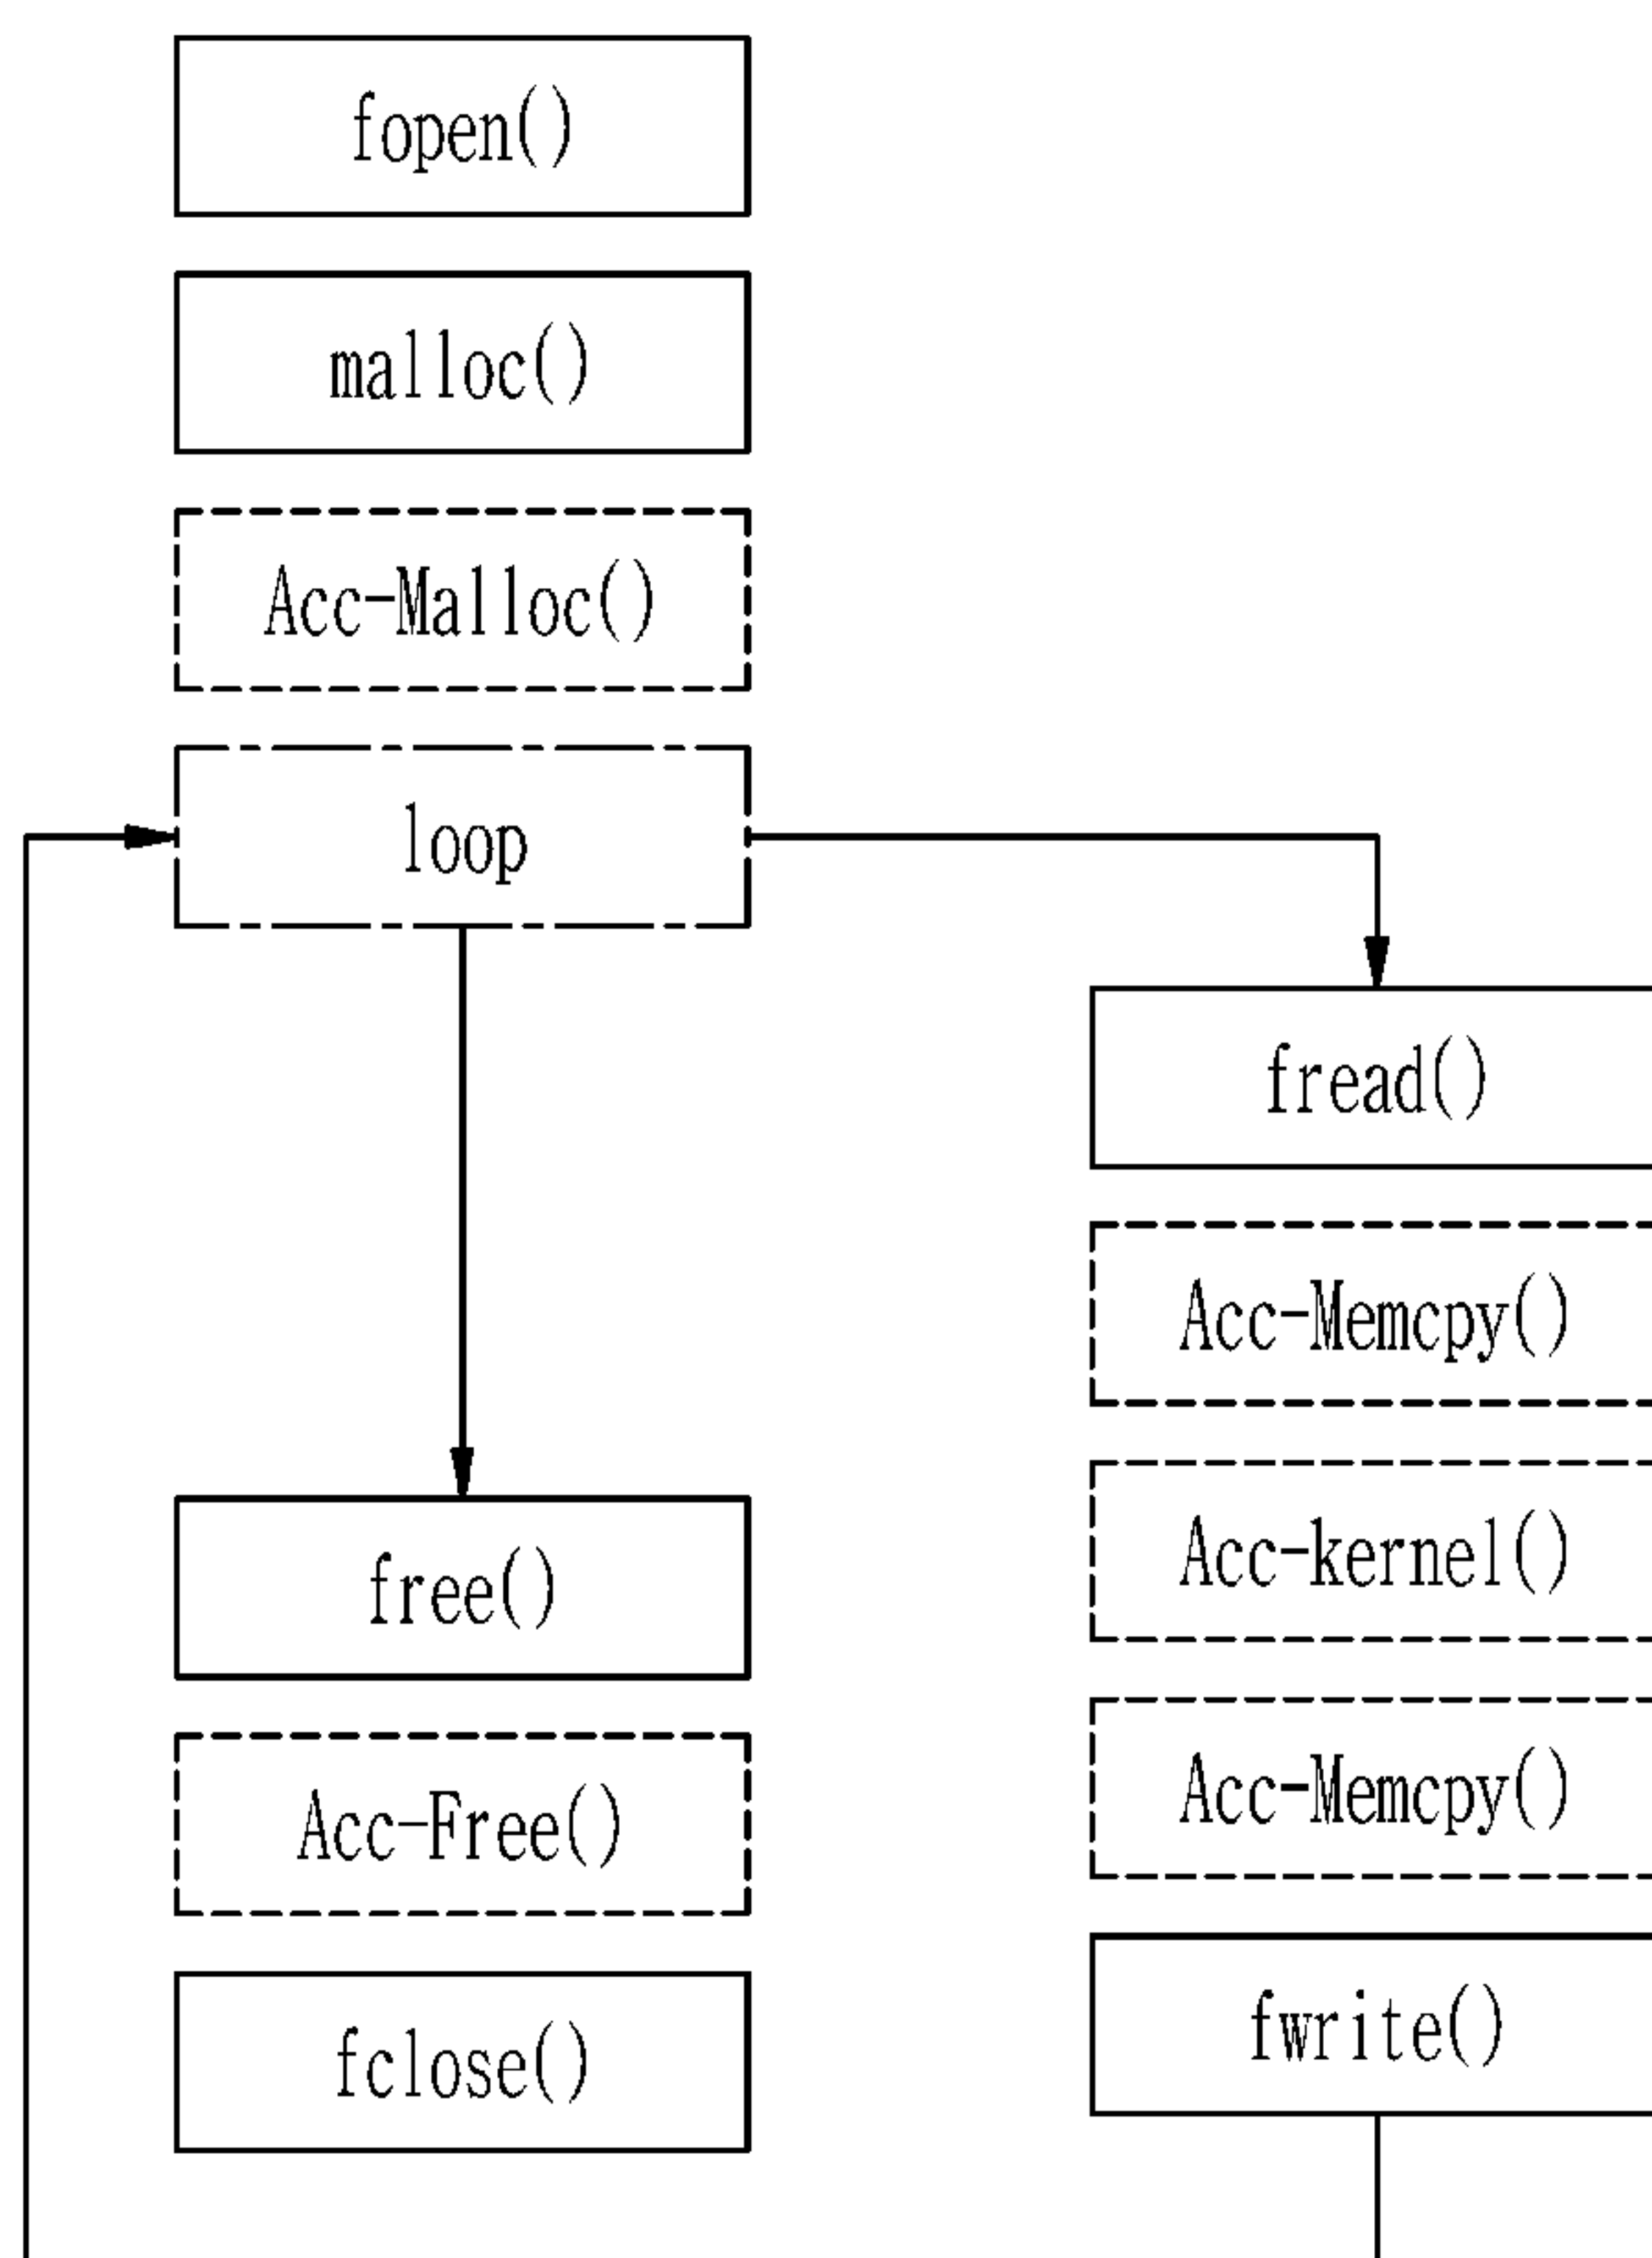 fopen()
malloc()
Acc-Malloc()
loop
fread()
Acc-Memcpy()
Acc-kernel()
Acc-Memcpy()
fwrite()
free()
Acc-Free()
fclose()